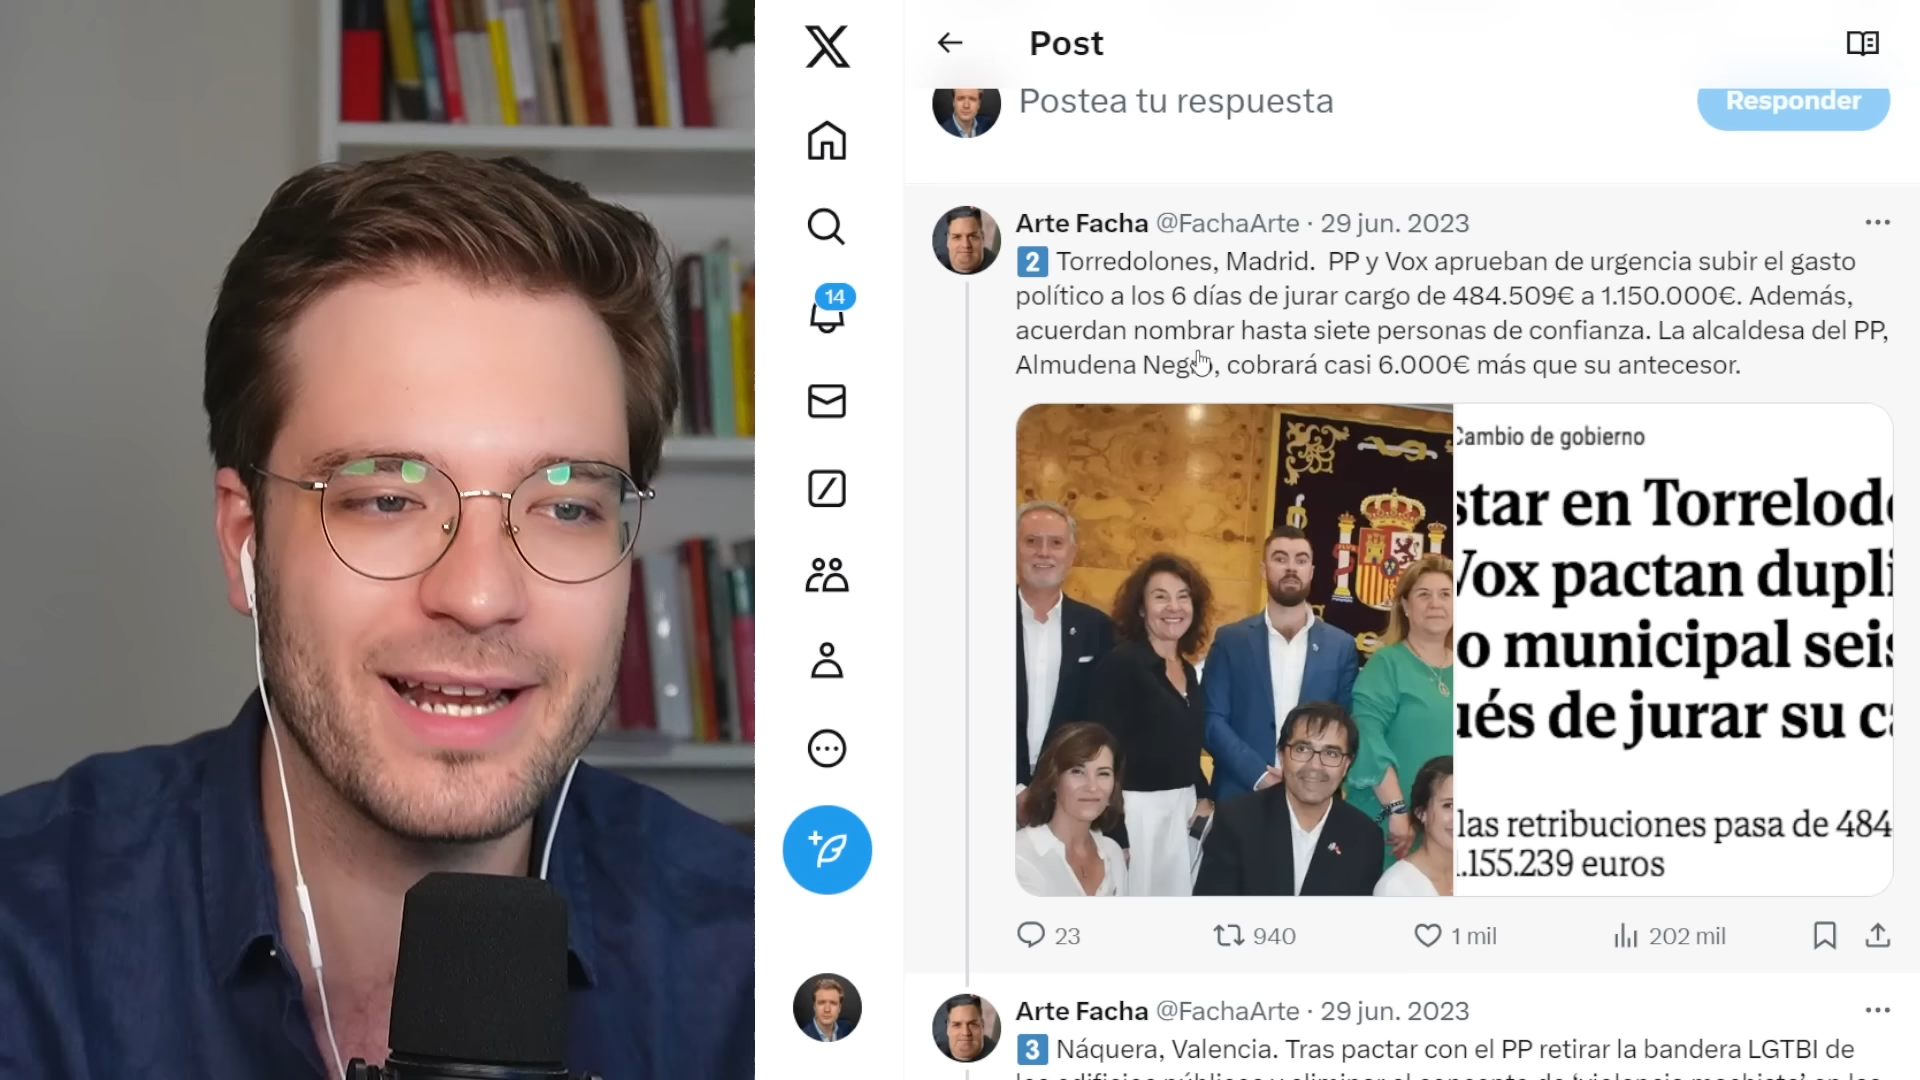 Post
Postea tu respuesta
Responder
14
Arte Facha @FachaArte · 29 jun. 2023
2 Torredolones, Madrid. PP y Vox aprueban de urgencia subir el gasto
político a los 6 días de jurar cargo de 484.509€ a 1.150.000€. Además,
acuerdan nombrar hasta siete personas de confianza. La alcaldesa del PP,
Almudena Negro, cobrará casi 6.000€ más que su antecesor.
Cambio de gobierno
star en Torrelod
Vox pactan dupli
o municipal seis
ués de jurar su ca
las retribuciones pasa de 484
1.155.239 euros
23
940
1 mil
202 mil
Arte Facha @FachaArte · 29 jun. 2023
3 Náquera, Valencia. Tras pactar con el PP retirar la bandera LGTBI de